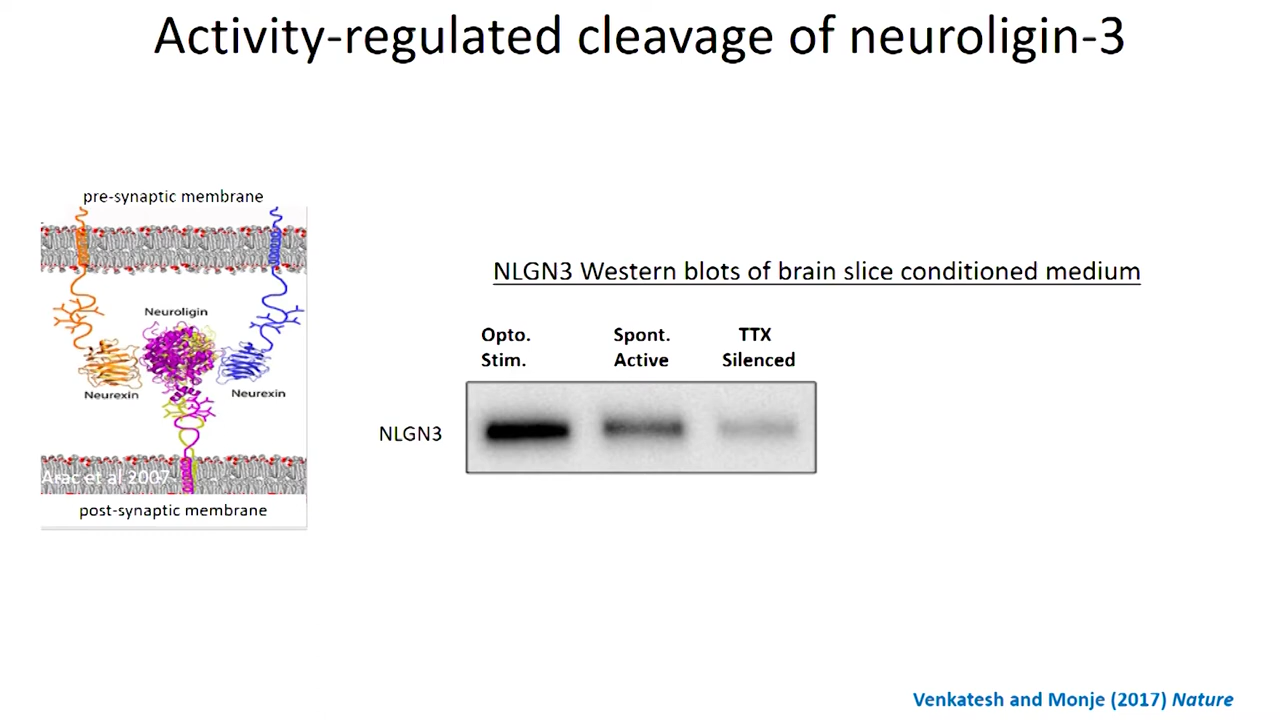 Activity-regulated cleavage of neuroligin-3
pre-synaptic membrane
Neuroligin
Neurexin
Neurexin
Arac et al 2007
post-synaptic membrane
NLGN3 Western blots of brain slice conditioned medium
Opto.
Stim.
Spont.
Active
TTX
Silenced
NLGN3
Venkatesh and Monje (2017) Nature